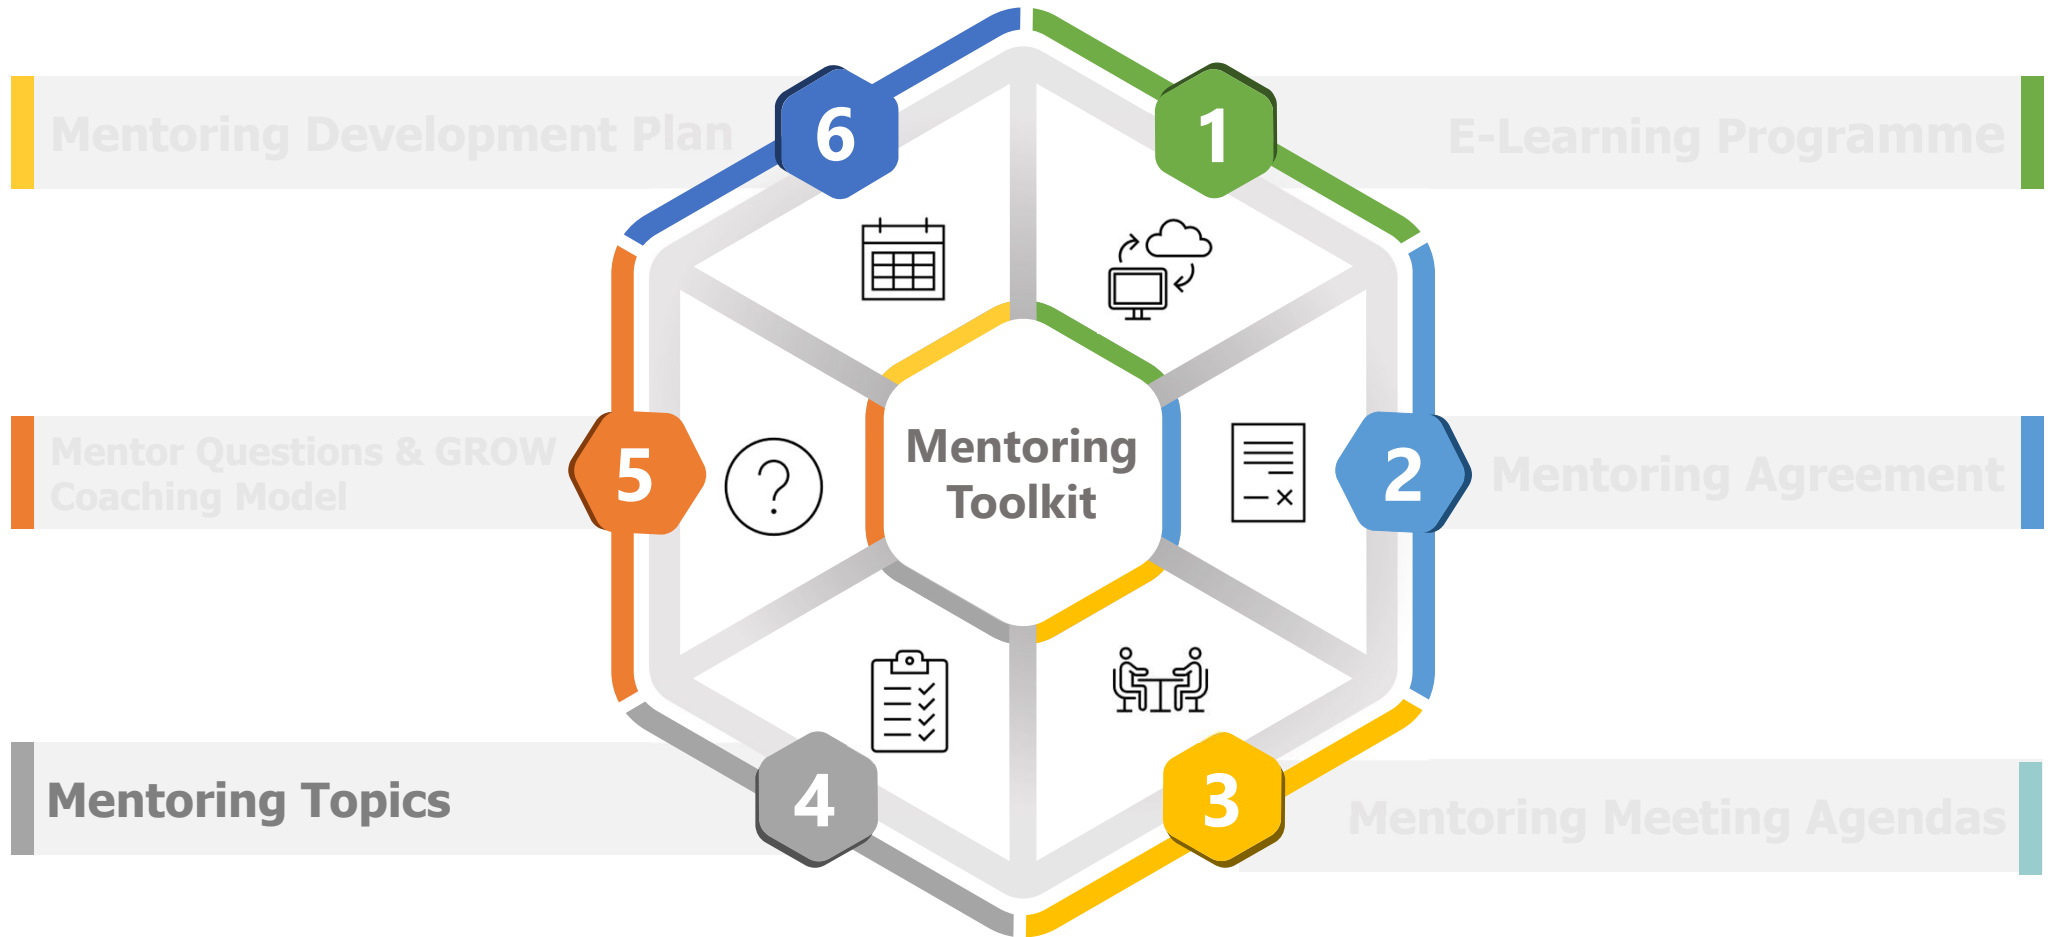 Mentoring Development Plan
6
1
E-Learning Programme
Mentor Questions & GROW
Coaching Model
5
?
Mentoring
Toolkit
2
Mentoring Agreement
Mentoring Topics
4
3
Mentoring Meeting Agendas